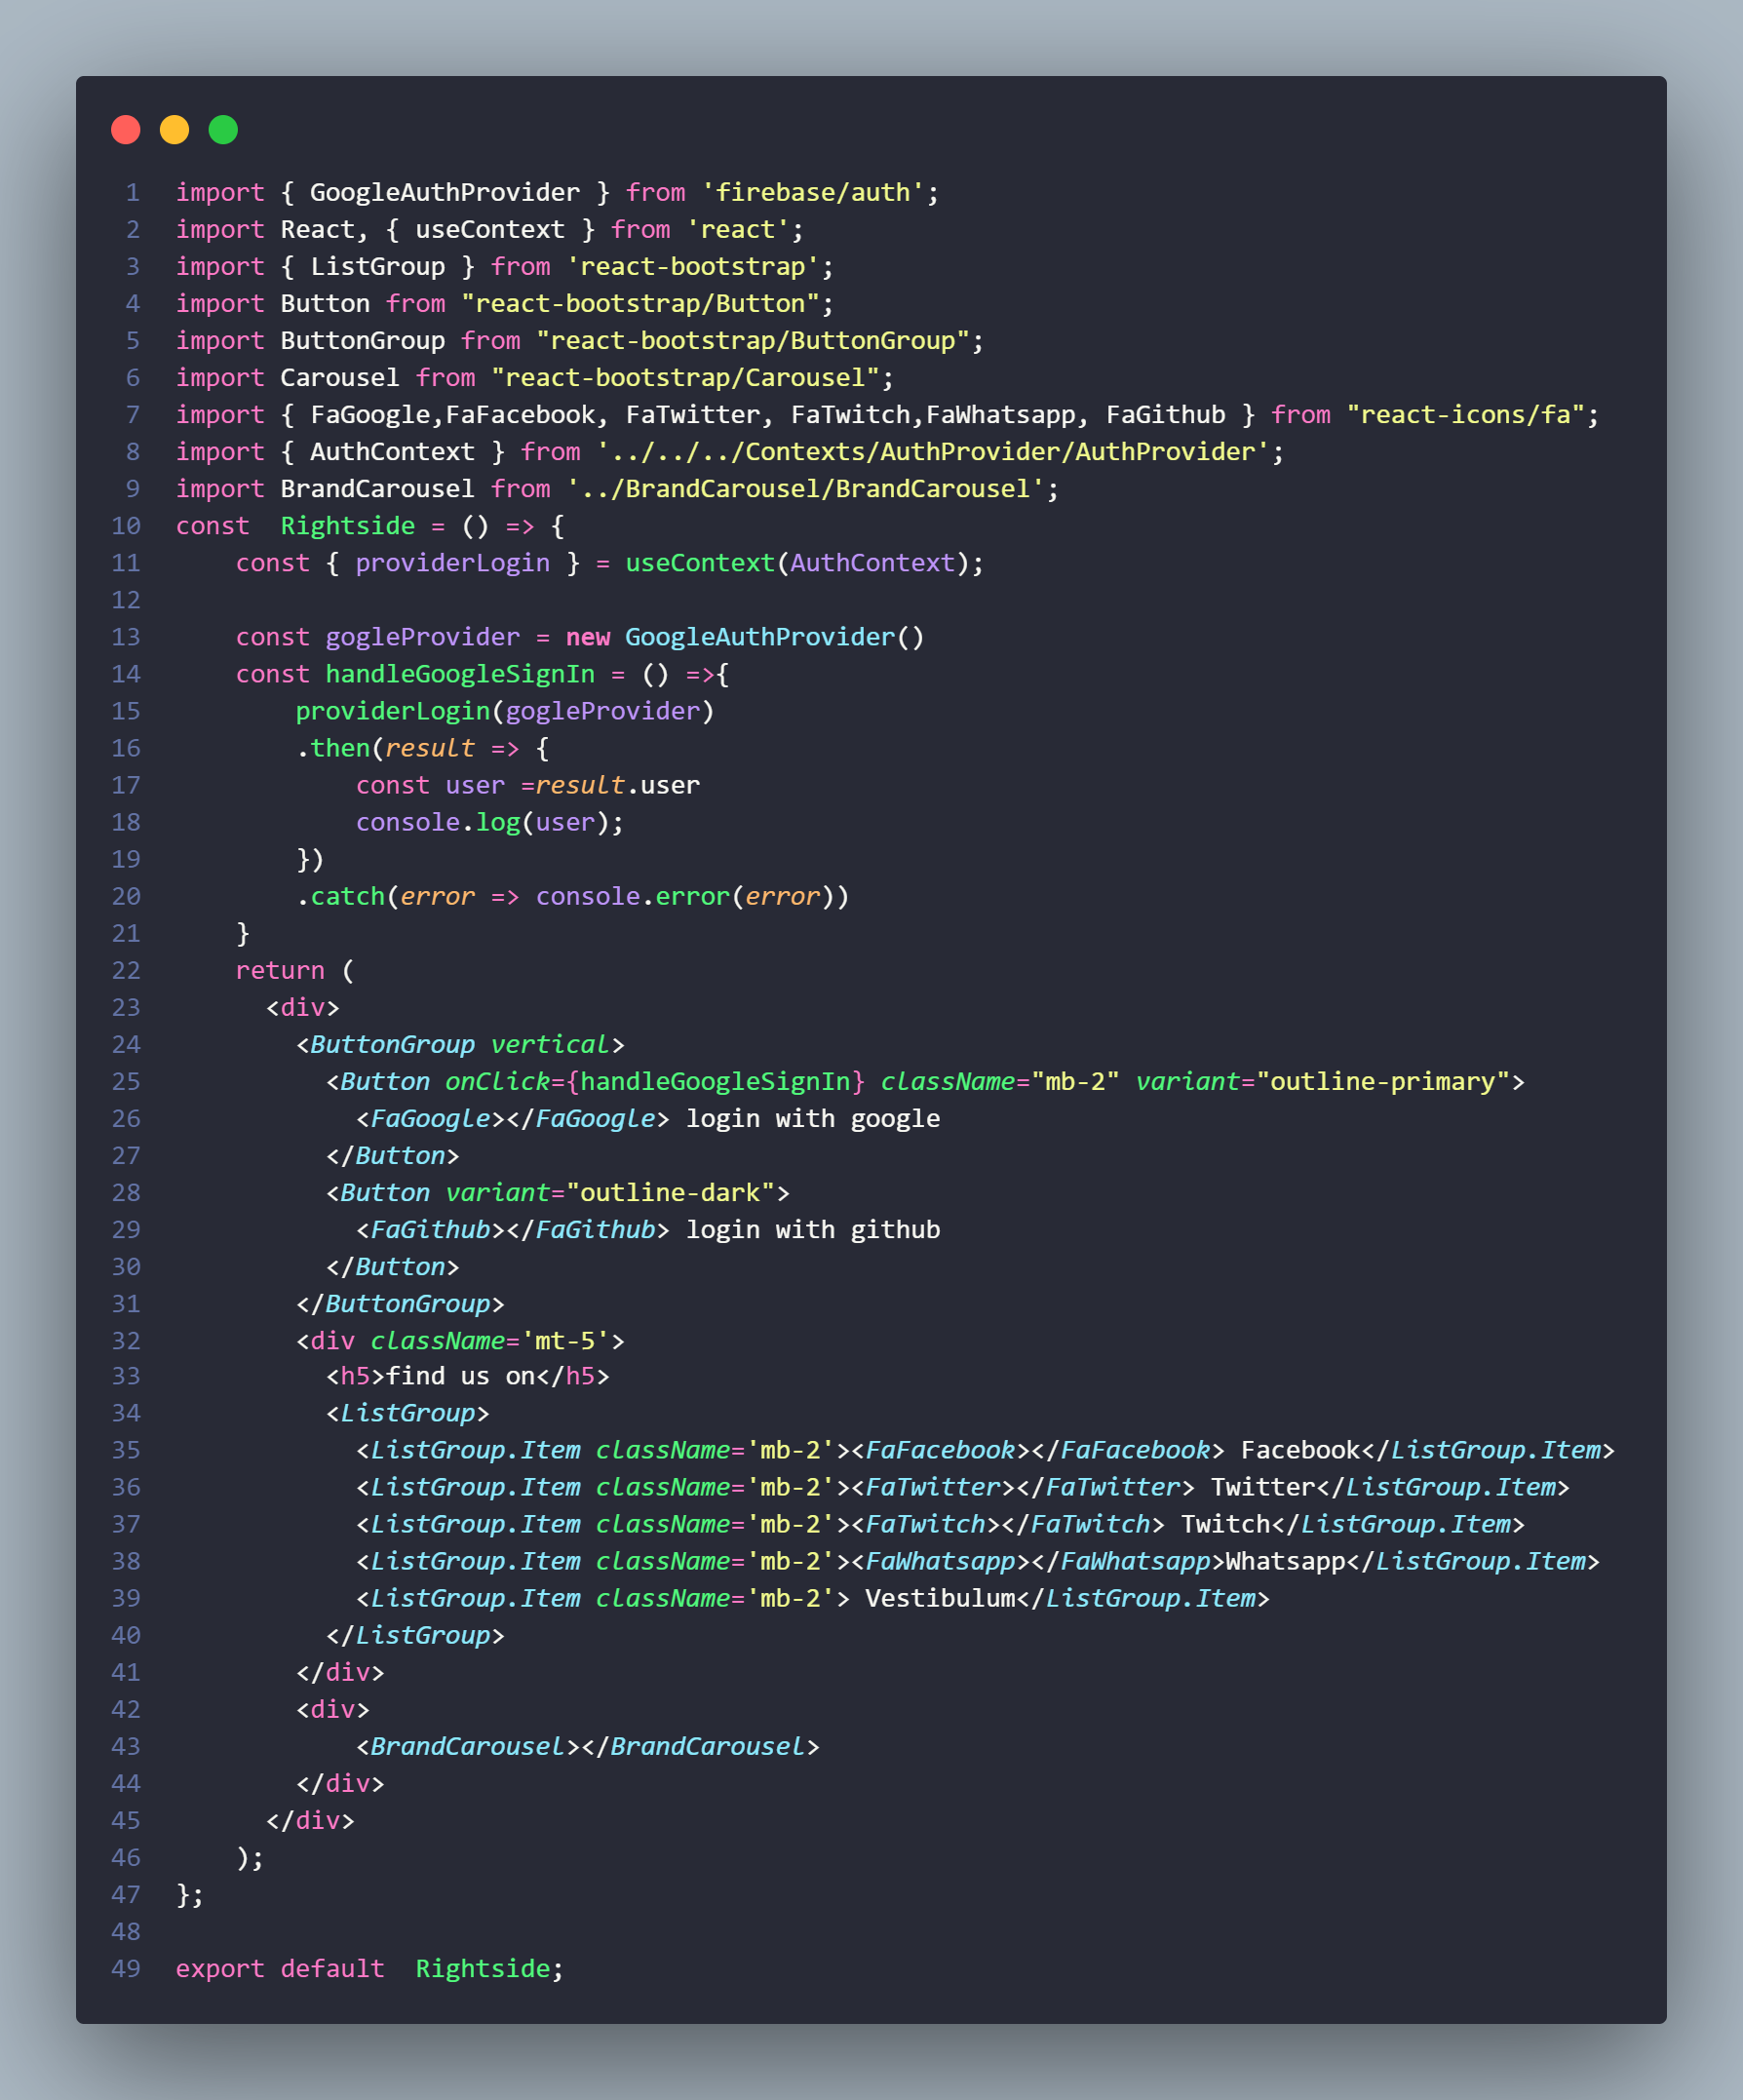 1 import { GoogleAuthProvider } from 'firebase/auth';
2 import React, { useContext } from 'react';
3 import { ListGroup } from 'react-bootstrap';
4 import Button from "react-bootstrap/Button";
5 import ButtonGroup from "react-bootstrap/ButtonGroup";
6 import Carousel from "react-bootstrap/Carousel";
7 import { FaGoogle,FaFacebook, FaTwitter, FaTwitch,FaWhatsapp, FaGithub } from "react-icons/fa";
8 import { AuthContext } from '../../../Contexts/AuthProvider/AuthProvider';
9 import BrandCarousel from '../BrandCarousel/BrandCarousel';
10 const  Rightside = () => {
11     const { providerLogin } = useContext(AuthContext);
12
13     const gogleProvider = new GoogleAuthProvider()
14     const handleGoogleSignIn = () =>{
15         providerLogin(gogleProvider)
16         .then(result => {
17             const user =result.user
18             console.log(user);
19         })
20         .catch(error => console.error(error))
21     }
22     return (
23       <div>
24         <ButtonGroup vertical>
25           <Button onClick={handleGoogleSignIn} className="mb-2" variant="outline-primary">
26             <FaGoogle></FaGoogle> login with google
27           </Button>
28           <Button variant="outline-dark">
29             <FaGithub></FaGithub> login with github
30           </Button>
31         </ButtonGroup>
32         <div className='mt-5'>
33           <h5>find us on</h5>
34           <ListGroup>
35             <ListGroup.Item className='mb-2'><FaFacebook></FaFacebook> Facebook</ListGroup.Item>
36             <ListGroup.Item className='mb-2'><FaTwitter></FaTwitter> Twitter</ListGroup.Item>
37             <ListGroup.Item className='mb-2'><FaTwitch></FaTwitch> Twitch</ListGroup.Item>
38             <ListGroup.Item className='mb-2'><FaWhatsapp></FaWhatsapp>Whatsapp</ListGroup.Item>
39             <ListGroup.Item className='mb-2'> Vestibulum</ListGroup.Item>
40           </ListGroup>
41         </div>
42         <div>
43             <BrandCarousel></BrandCarousel>
44         </div>
45       </div>
46     );
47 };
48
49 export default  Rightside;